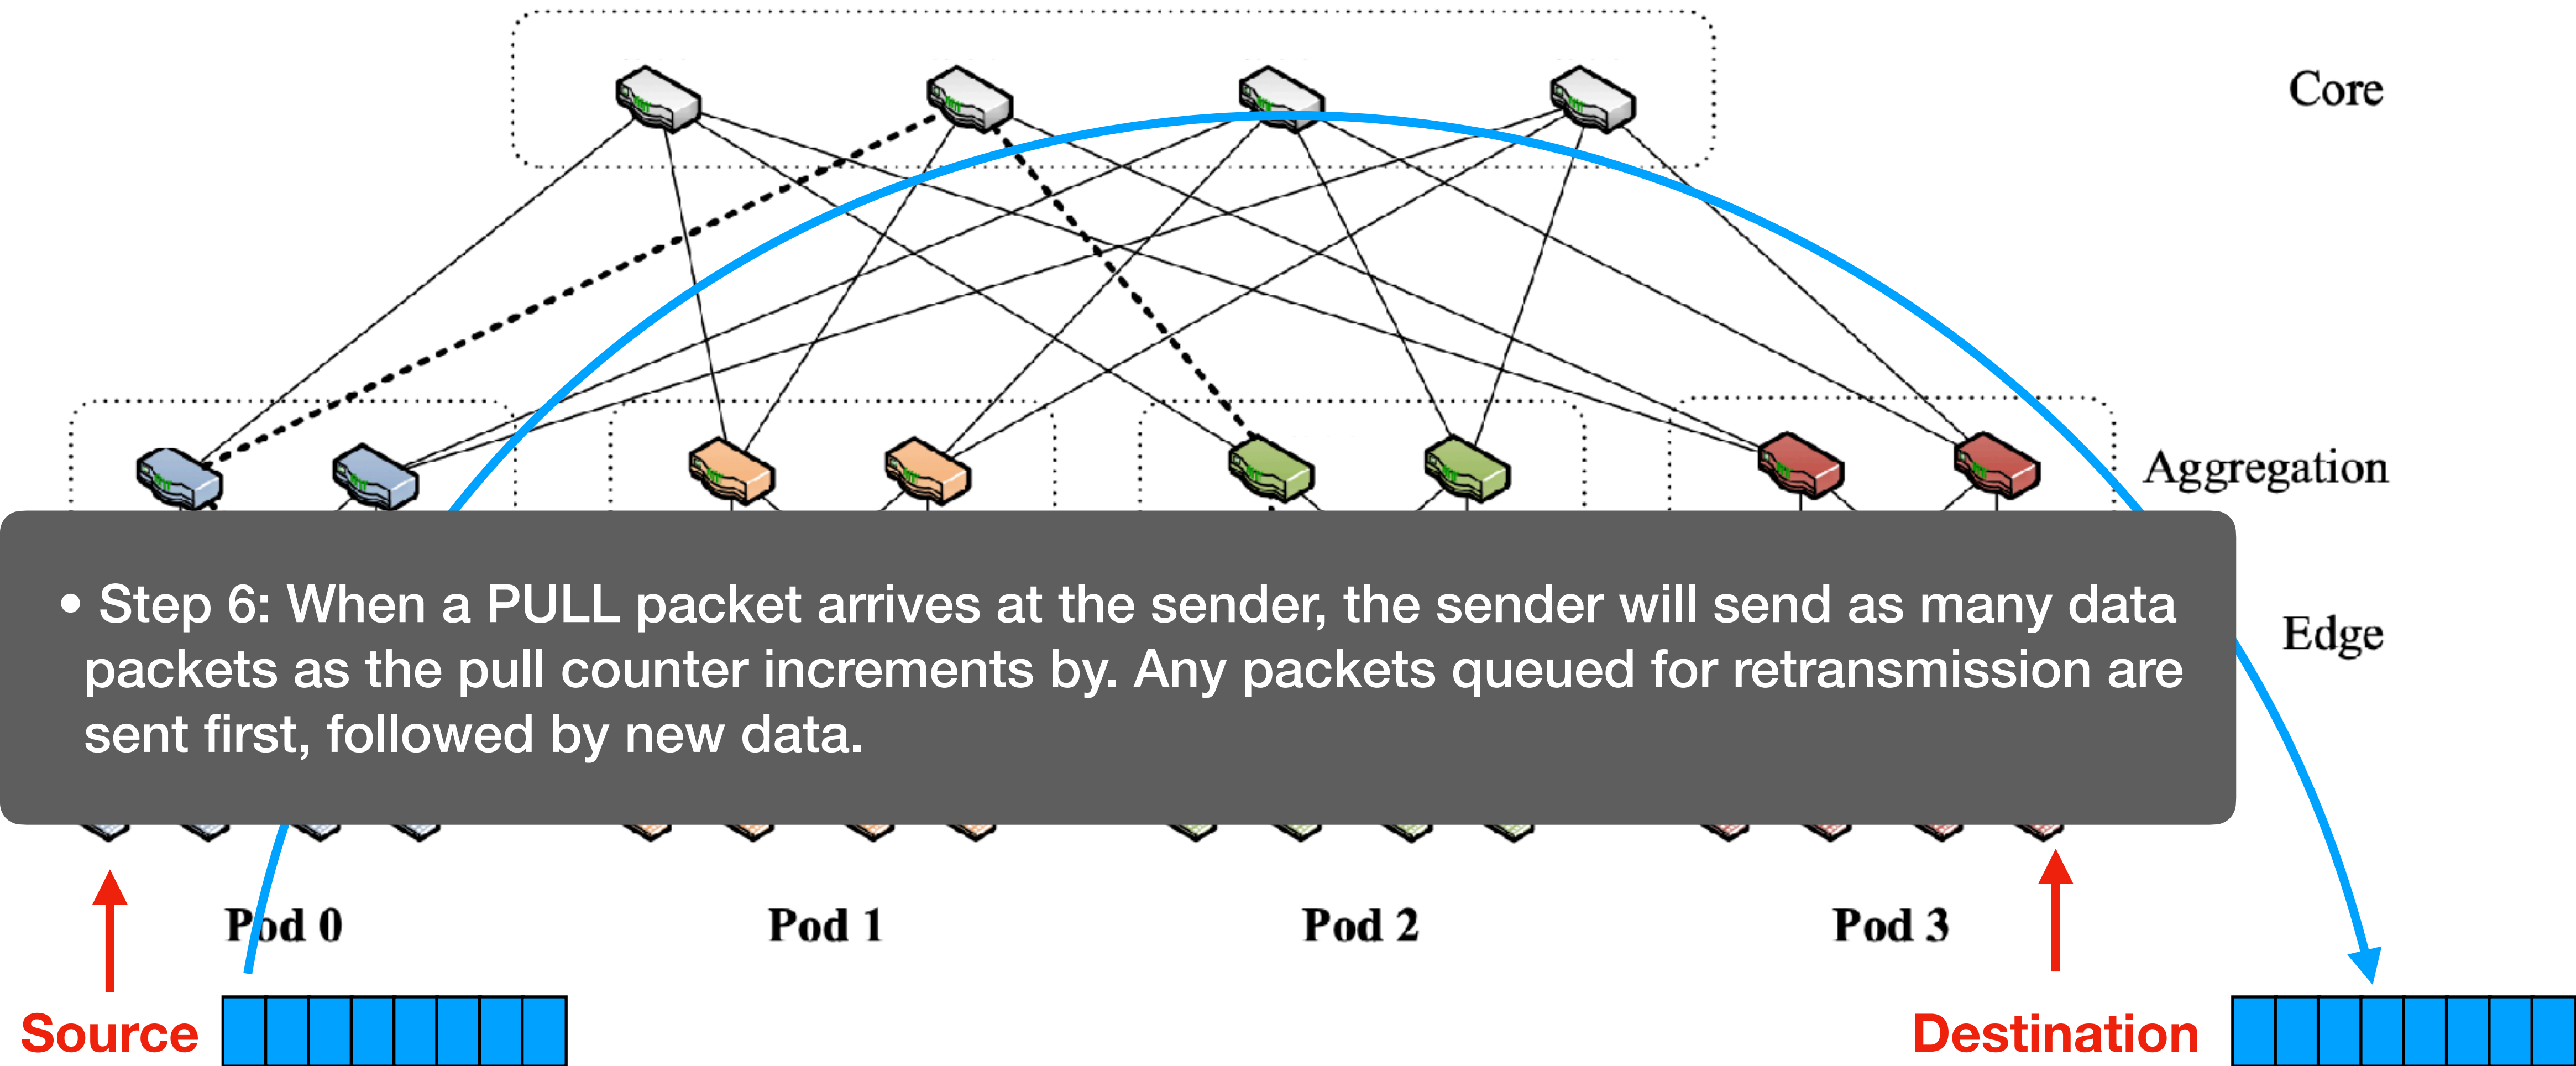 Core
Aggregation
• Step 6: When a PULL packet arrives at the sender, the sender will send as many data
packets as the pull counter increments by. Any packets queued for retransmission are
sent first, followed by new data.
Edge
Pod 0
Pod 1
Pod 2
Pod 3
Source
Destination